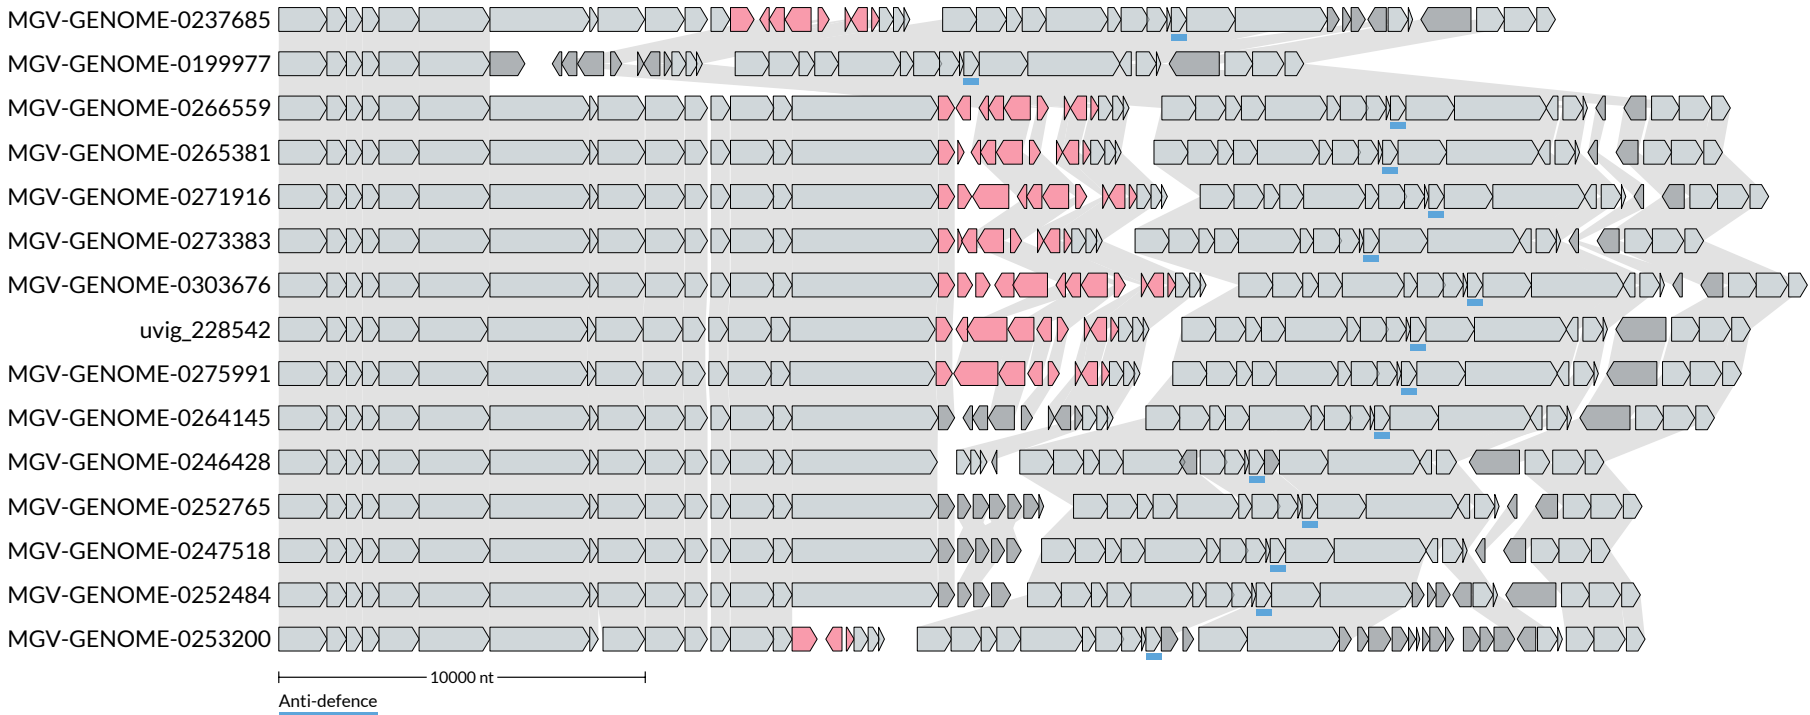 MGV-GENOME-0237685
MGV-GENOME-0199977
MGV-GENOME-0266559
MGV-GENOME-0265381
MGV-GENOME-0271916
MGV-GENOME-0273383
MGV-GENOME-0303676
uvig_228542
MGV-GENOME-0275991
MGV-GENOME-0264145
MGV-GENOME-0246428
MGV-GENOME-0252765
MGV-GENOME-0247518
MGV-GENOME-0252484
MGV-GENOME-0253200
10000 nt
Anti-defence